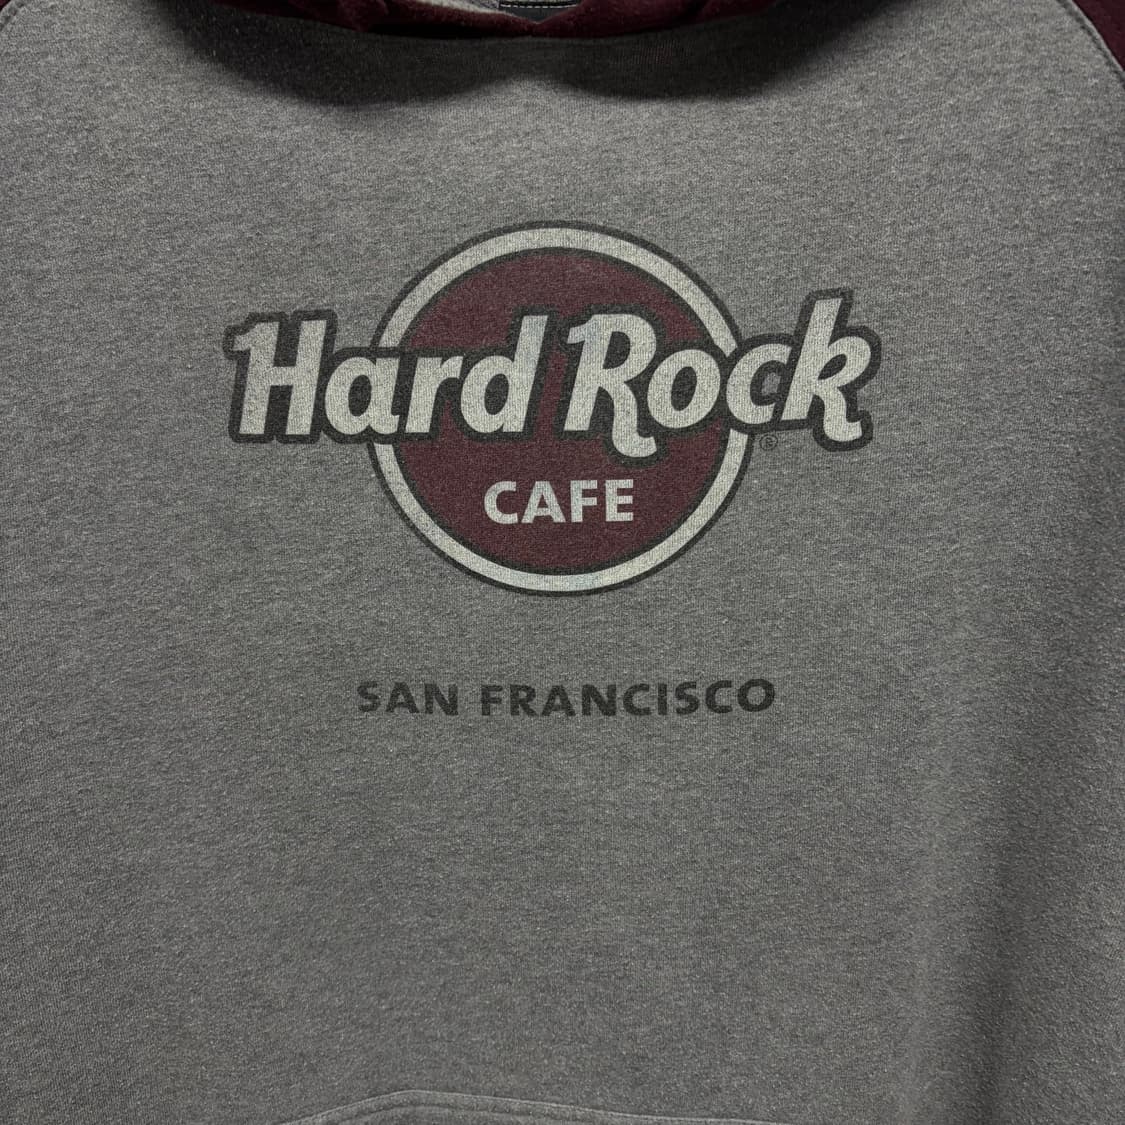 Hard Rock
®
CAFE
SAN FRANCISCO